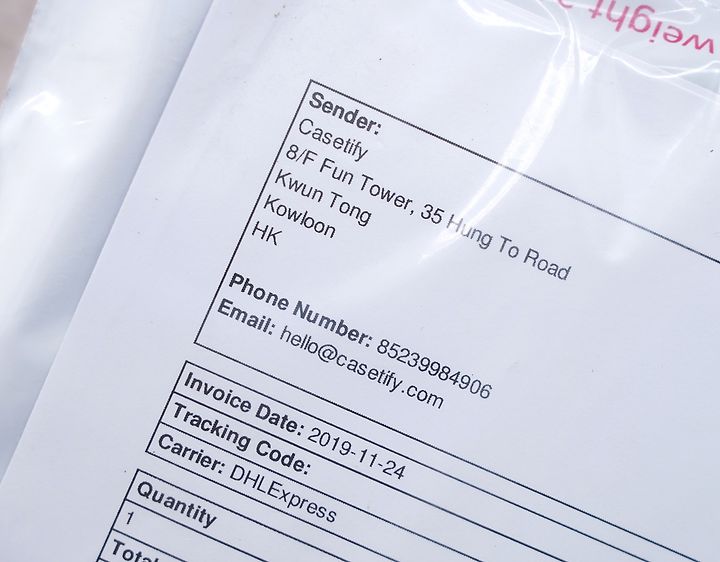 weight
Sender:
Casetify
8/F Fun Tower, 35 Hung To Road
Kwun Tong
Kowloon
HK
Phone Number: 85239984906
Email: hello@casetify.com
Invoice Date: 2019-11-24
Tracking Code:
Carrier: DHLExpress
Quantity
1
Total